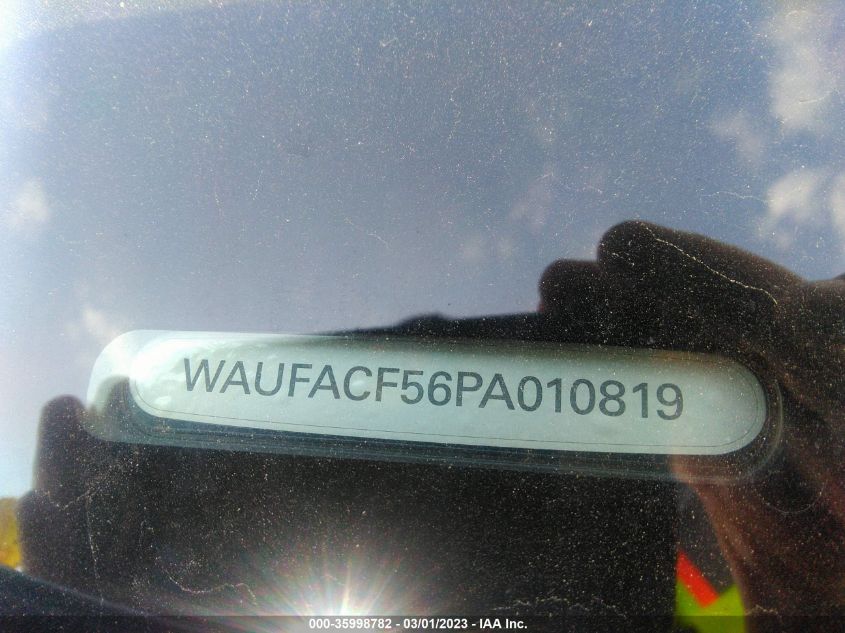 WAUFACF56PA010819
000-35998782 - 03/01/2023 - IAA Inc.